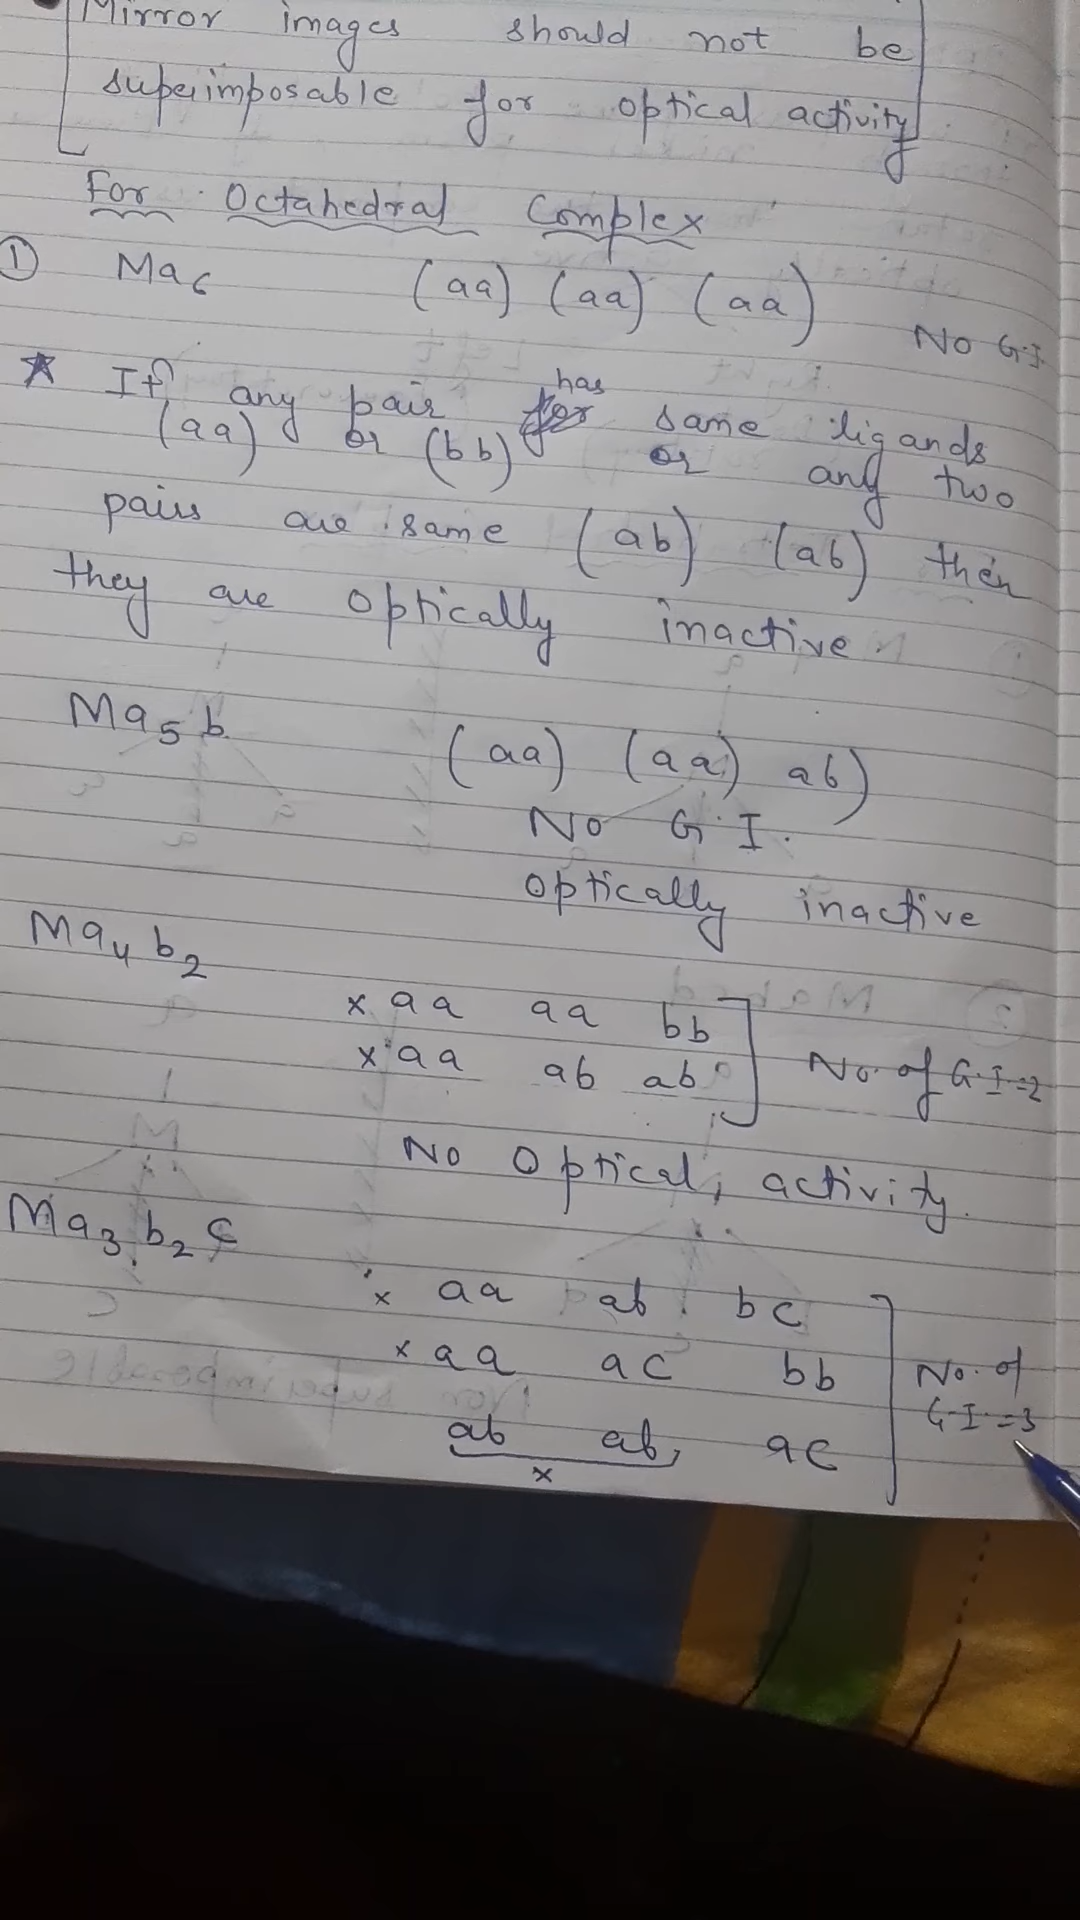 Mirror images should not be
superimposable for optical activity
For Octahedral Complex
① Ma6 (aa) (aa) (aa) No G.I
★ If any pair has same ligands
(aa) or (bb) or any two
pairs are same (ab) (ab) then
they are optically inactive
Ma5b (aa) (aa) ab)
No G.I.
optically inactive
Ma4b2
x aa aa bb
x aa ab ab
No. of G.I=2
No Optical activity.
Ma3b2c
x aa ab bc
x aa ac bb
No. of
G.I=3
ab ab, ac
x